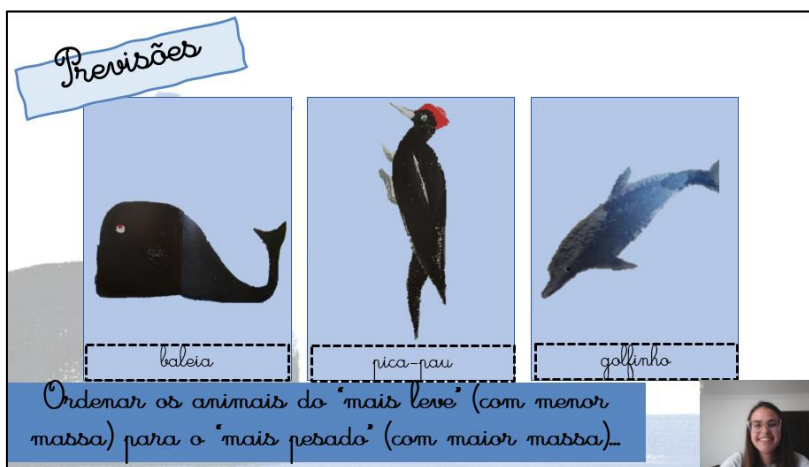 Previsões
baleia
pica-pau
golfinho
Ordenar os animais do "mais leve" (com menor
massa) para o "mais pesado" (com maior massa)...